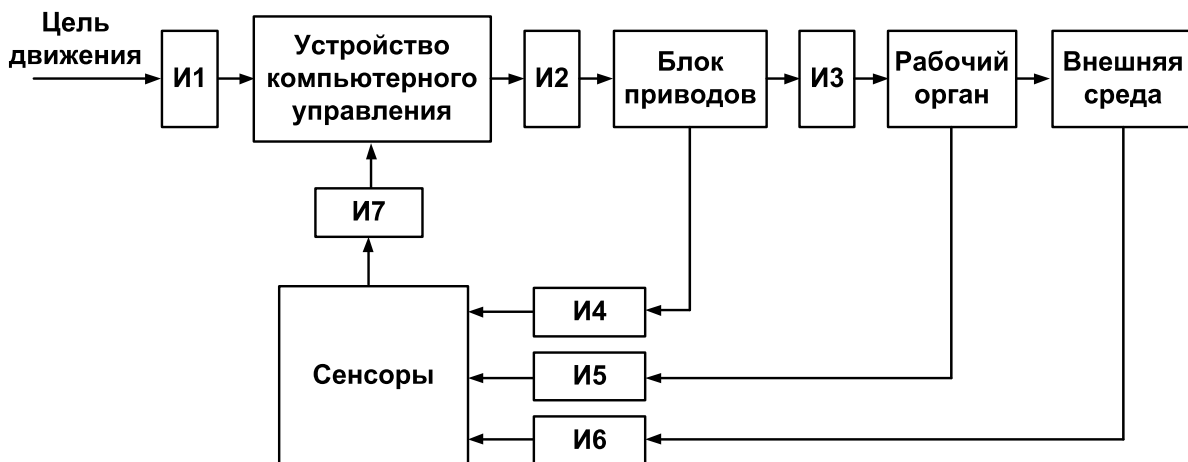 Цель
движения
И1
Устройство
компьютерного
управления
И2
Блок
приводов
И3
Рабочий
орган
Внешняя
среда
И7
Сенсоры
И4
И5
И6